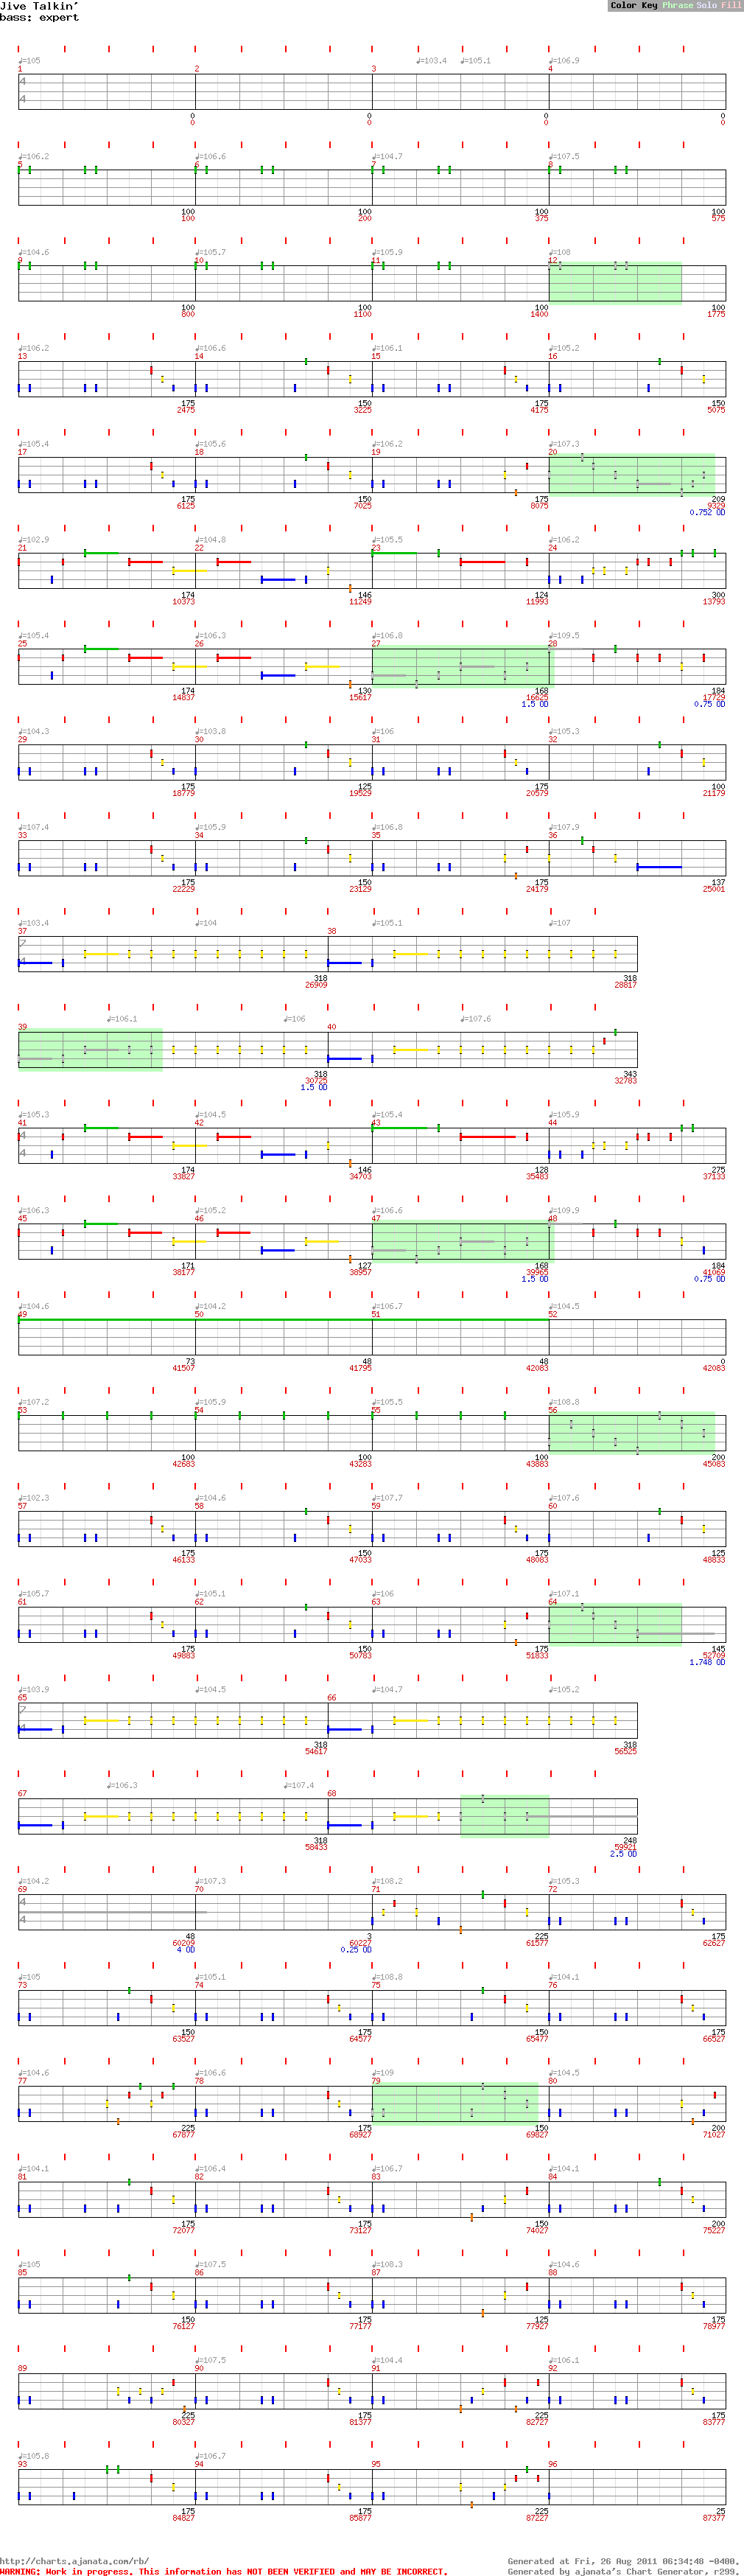 Jive Talkin' Color Key Phrase Solo Fill
bass: expert
♩=105 ♩=103.4 ♩=105.1 ♩=106.9
1 2 3 4
4
4
0 0 0 0
0 0 0 0
♩=106.2 ♩=106.6 ♩=104.7 ♩=107.5
5 6 7 8
100 100 100 100
100 200 375 575
♩=104.6 ♩=105.7 ♩=105.9 ♩=108
9 10 11 12
100 100 100 100
800 1100 1400 1775
♩=106.2 ♩=106.6 ♩=106.1 ♩=105.2
13 14 15 16
175 150 175 150
2475 3225 4175 5075
♩=105.4 ♩=105.6 ♩=106.2 ♩=107.3
17 18 19 20
175 150 175 209
6125 7025 8075 9329
0.752 OD
♩=102.9 ♩=104.8 ♩=105.5 ♩=106.2
21 22 23 24
174 146 124 300
10373 11249 11993 13793
♩=105.4 ♩=106.3 ♩=106.8 ♩=109.5
25 26 27 28
174 130 168 184
14837 15617 16625 17729
1.5 OD 0.75 OD
♩=104.3 ♩=103.8 ♩=106 ♩=105.3
29 30 31 32
175 125 175 100
18779 19529 20579 21179
♩=107.4 ♩=105.9 ♩=106.8 ♩=107.9
33 34 35 36
175 150 175 137
22229 23129 24179 25001
♩=103.4 ♩=104 ♩=105.1 ♩=107
37 38
7
4
318 318
26909 28817
♩=106.1 ♩=106 ♩=107.6
39 40
318 343
30725 32783
1.5 OD
♩=105.3 ♩=104.5 ♩=105.4 ♩=105.9
41 42 43 44
4
4
174 146 128 275
33827 34703 35483 37133
♩=106.3 ♩=105.2 ♩=106.6 ♩=109.9
45 46 47 48
171 127 168 184
38177 38957 39965 41069
1.5 OD 0.75 OD
♩=104.6 ♩=104.2 ♩=106.7 ♩=104.5
49 50 51 52
73 48 48 0
41507 41795 42083 42083
♩=107.2 ♩=105.9 ♩=105.5 ♩=108.8
53 54 55 56
100 100 100 200
42683 43283 43883 45083
♩=102.3 ♩=104.6 ♩=107.7 ♩=107.6
57 58 59 60
175 150 175 125
46133 47033 48083 48833
♩=105.7 ♩=105.1 ♩=106 ♩=107.1
61 62 63 64
175 150 175 145
49883 50783 51833 52709
1.748 OD
♩=103.9 ♩=104.5 ♩=104.7 ♩=105.2
65 66
7
4
318 318
54617 56525
♩=106.3 ♩=107.4
67 68
318 248
58433 59921
2.5 OD
♩=104.2 ♩=107.3 ♩=108.2 ♩=105.3
69 70 71 72
4
4
48 3 225 175
60209 60227 61577 62627
4 OD 0.25 OD
♩=105 ♩=105.1 ♩=108.8 ♩=104.1
73 74 75 76
150 175 150 175
63527 64577 65477 66527
♩=104.6 ♩=106.6 ♩=109 ♩=104.5
77 78 79 80
225 175 150 200
67877 68927 69827 71027
♩=104.1 ♩=106.4 ♩=106.7 ♩=104.1
81 82 83 84
175 175 150 200
72077 73127 74027 75227
♩=105 ♩=107.5 ♩=108.3 ♩=104.6
85 86 87 88
150 175 125 175
76127 77177 77927 78977
♩=107.5 ♩=104.4 ♩=106.1
89 90 91 92
225 175 225 175
80327 81377 82727 83777
♩=105.8 ♩=106.7
93 94 95 96
175 175 225 25
84827 85877 87227 87377
http://charts.ajanata.com/rb/ Generated at Fri, 26 Aug 2011 06:34:48 -0400.
WARNING: Work in progress. This information has NOT BEEN VERIFIED and MAY BE INCORRECT. Generated by ajanata's Chart Generator, r299.